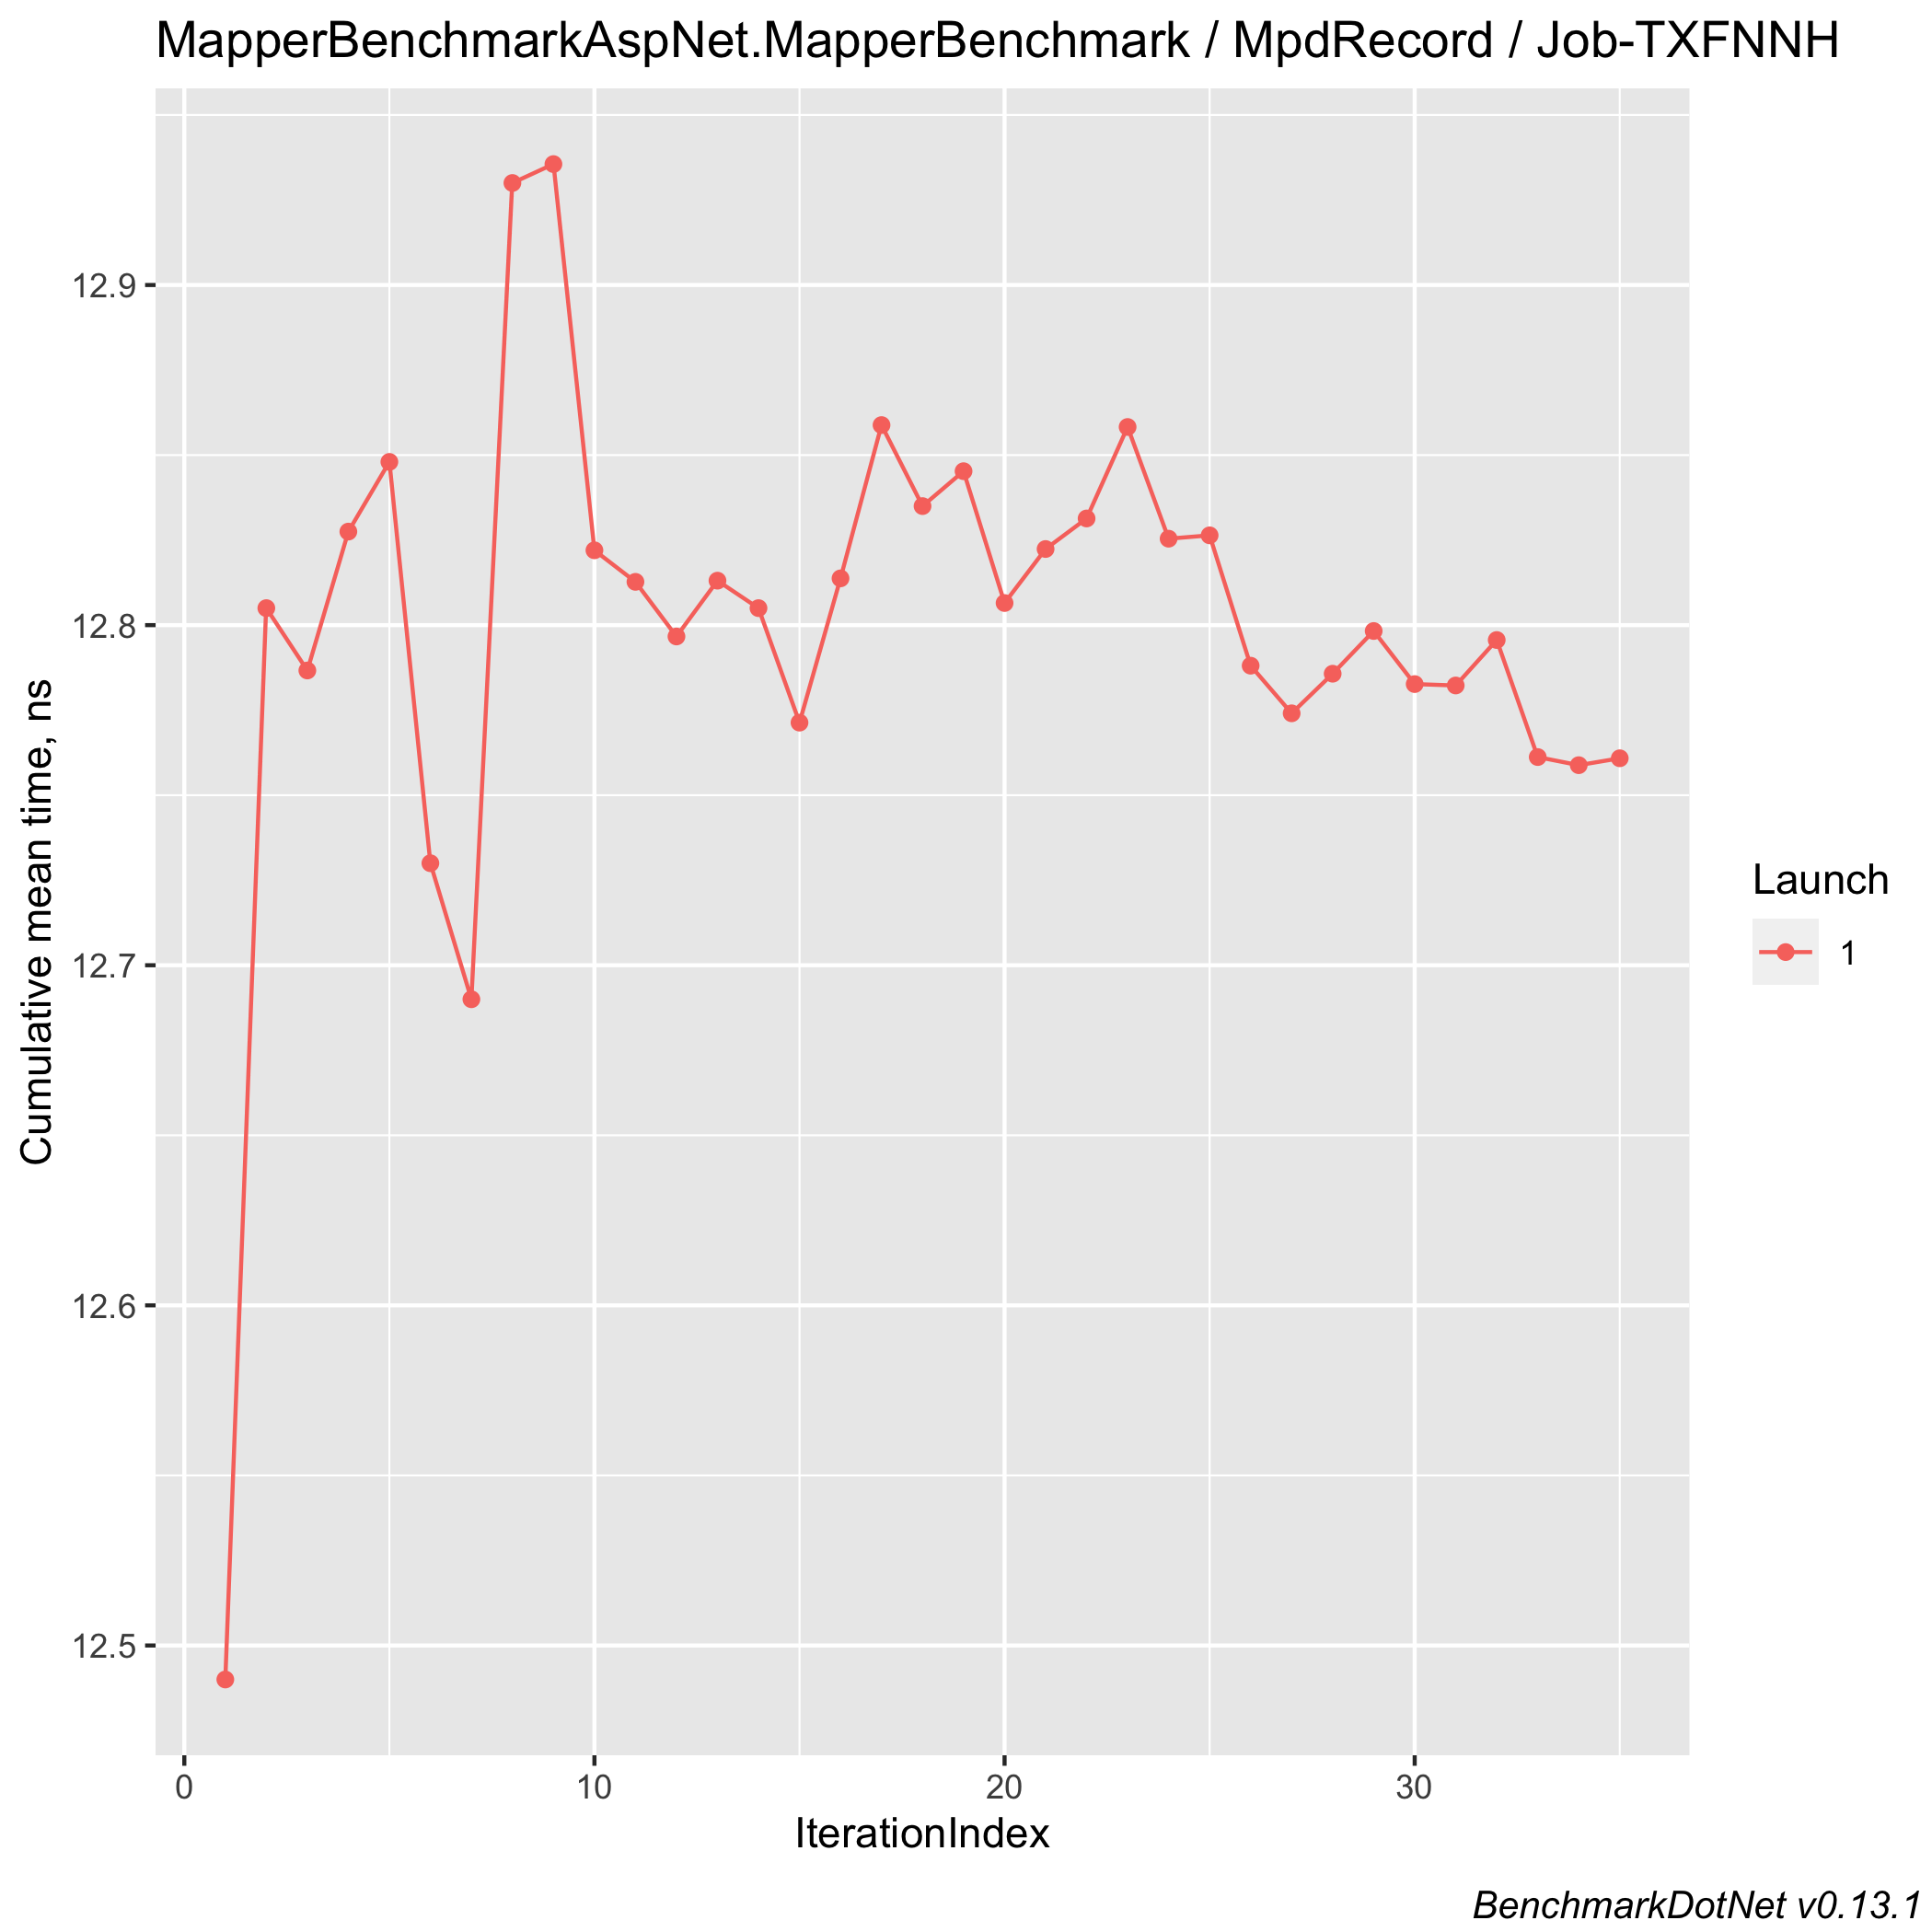 MapperBenchmarkAspNet.MapperBenchmark / MpdRecord / Job-TXFNNH
Cumulative mean time, ns
12.9
12.8
12.7
12.6
12.5
0 10 20 30
IterationIndex
Launch
1
BenchmarkDotNet v0.13.1